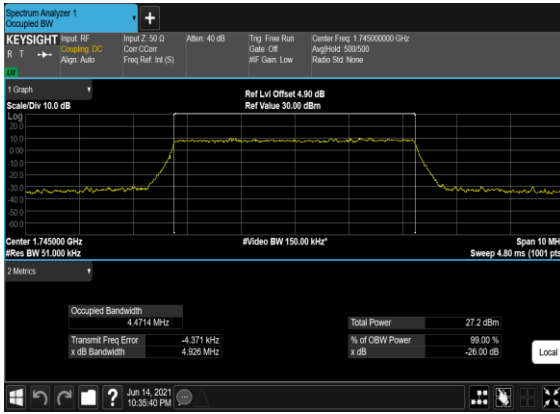 Spectrum Analyzer 1
Occupied BW
KEYSIGHT
R T
Input: RF
Coupling: DC
Align: Auto
Input Z: 50 Ω
Corr CCorr
Freq Ref: Int (S)
Atten: 40 dB
Trig: Free Run
Gate: Off
#IF Gain: Low
Center Freq: 1.745000000 GHz
Avg|Hold: 500/500
Radio Std: None
1 Graph
Scale/Div 10.0 dB
Ref Lvl Offset 4.90 dB
Ref Value 30.00 dBm
Log
20.0
10.0
0.00
-10.0
-20.0
-30.0
-40.0
-50.0
-60.0
Center 1.745000 GHz
#Res BW 51.000 kHz
#Video BW 150.00 kHz*
Span 10 MH
Sweep 4.80 ms (1001 pts
2 Metrics
Occupied Bandwidth
4.4714 MHz
Transmit Freq Error -4.371 kHz
x dB Bandwidth 4.926 MHz
Total Power 27.2 dBm
% of OBW Power 99.00 %
x dB -26.00 dB
Local
Jun 14, 2021
10:35:40 PM